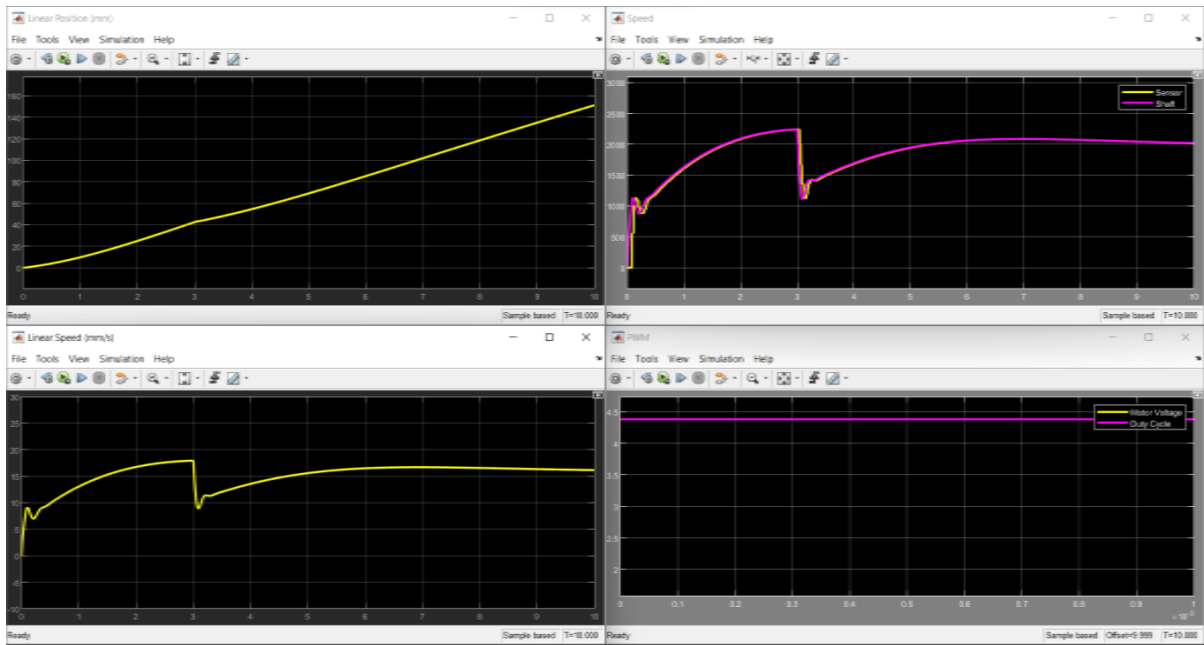 Linear Position (mm)
File Tools View Simulation Help
160
140
120
100
80
60
40
20
0
0 1 2 3 4 5 6 7 8 9 10
Ready Sample based T=10.000
Speed
File Tools View Simulation Help
Sensor
Shaft
3000
2500
2000
1500
1000
500
0
0 1 2 3 4 5 6 7 8 9 10
Ready Sample based T=10.000
Linear Speed (mm/s)
File Tools View Simulation Help
30
25
20
15
10
5
0
-5
-10
0 1 2 3 4 5 6 7 8 9 10
Ready Sample based T=10.000
PWM
File Tools View Simulation Help
Motor Voltage
Duty Cycle
4.5
4
3.5
3
2.5
2
0 0.1 0.2 0.3 0.4 0.5 0.6 0.7 0.8 0.9 1
Ready Sample based Offset=9.999 T=10.000